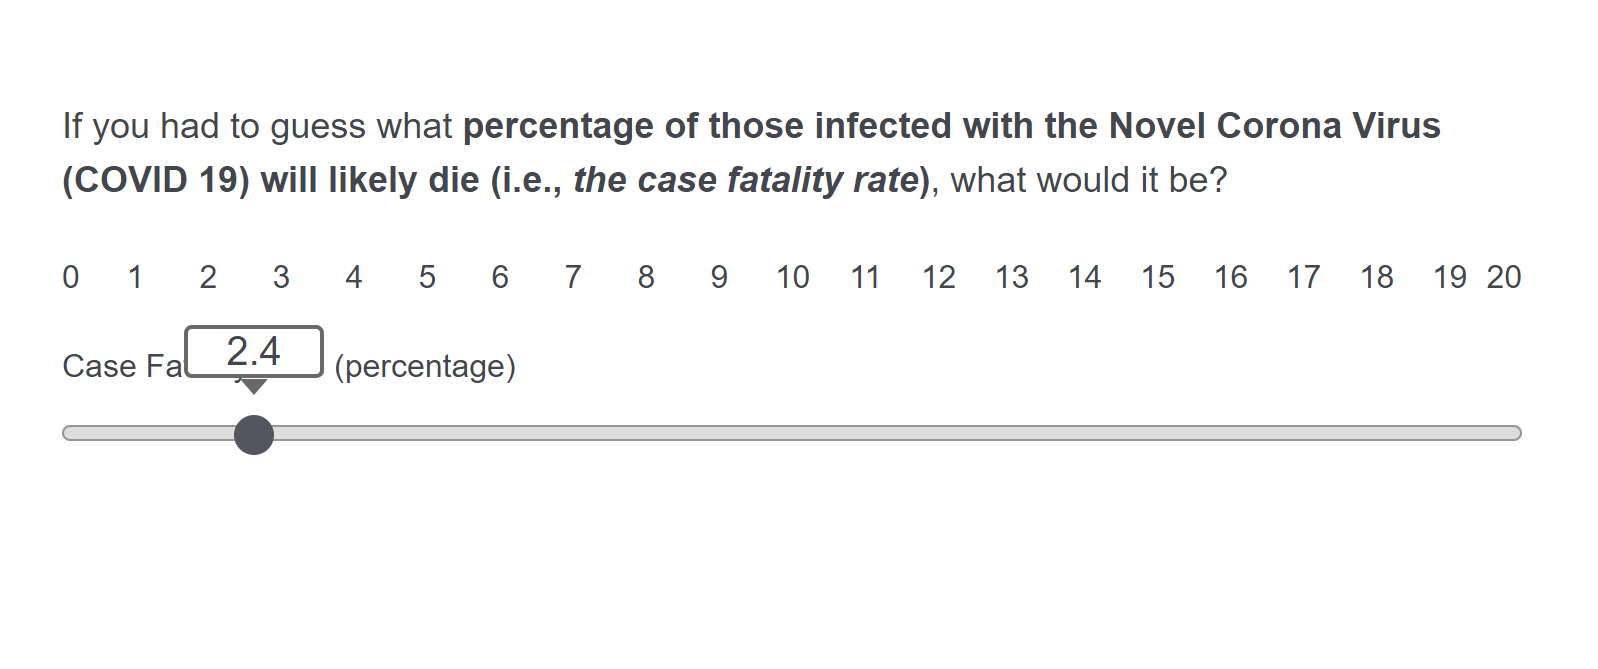 If you had to guess what percentage of those infected with the Novel Corona Virus
(COVID 19) will likely die (i.e., the case fatality rate), what would it be?
0 1 2 3 4 5 6 7 8 9 10 11 12 13 14 15 16 17 18 19 20
2.4
Case (percentage)